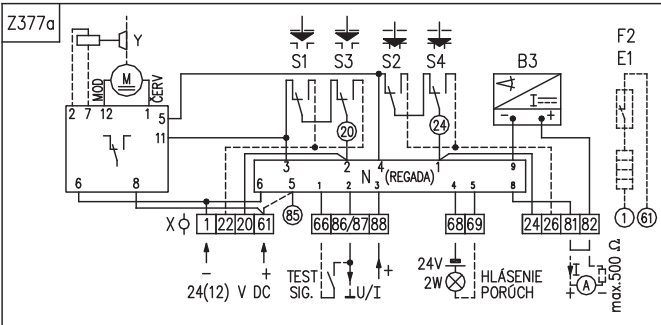 Z377a
Y
M
MOD
ČERV
S1 S3 S2 S4 B3
F2
E1
2 7 12 1
5
11
6 8
20
24
I
- +
3 2 4 1 9
N (REGADA)
6 5 1 2 3 4 5 8
X 1 22 20 61 85 66 86/87 88 68 69 24 26 81 82
1 61
- +
24(12) V DC
TEST
SIG.
U/I
+
24V
2W
HLÁSENIE
PORÚCH
I
+ A -
max.500 Ω